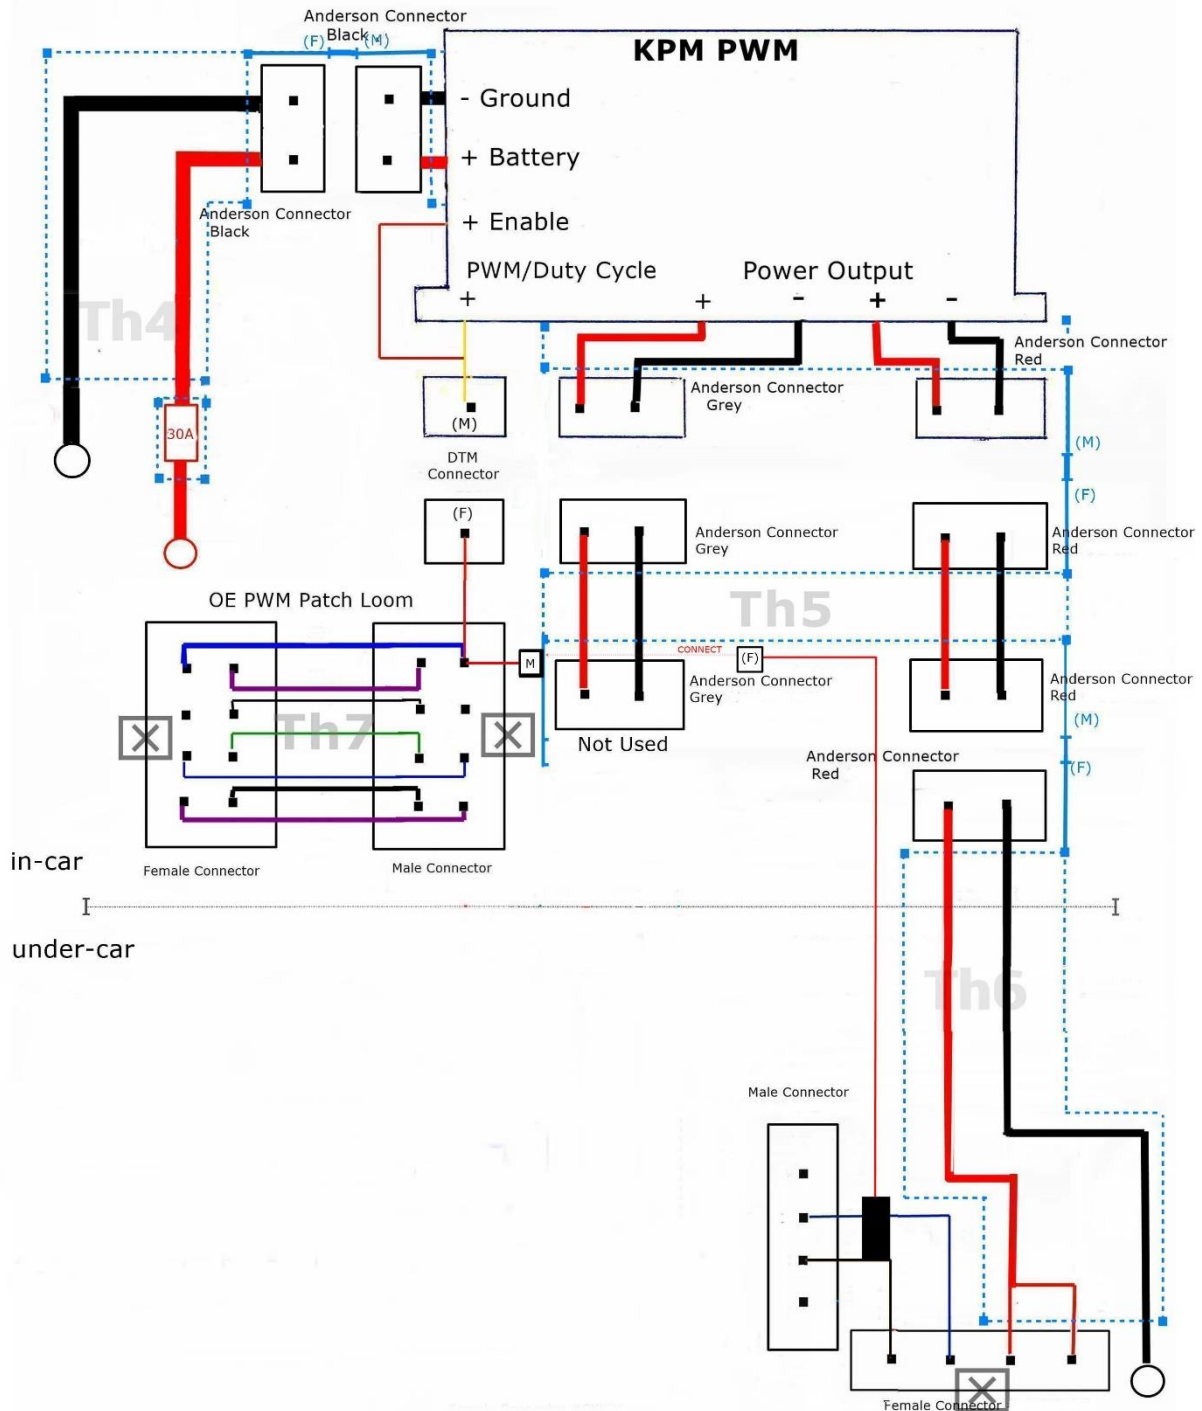 Anderson Connector
Black
(F)
(M)
KPM PWM
- Ground
+ Battery
+ Enable
PWM/Duty Cycle
Power Output
+
+
-
+
-
Anderson Connector
Black
Th4
30A
Anderson Connector
Red
Anderson Connector
Grey
(M)
(M)
DTM
Connector
(F)
(F)
Anderson Connector
Grey
Anderson Connector
Red
OE PWM Patch Loom
Th5
CONNECT
M
(F)
Anderson Connector
Grey
Anderson Connector
Red
Th7
(M)
Not Used
Anderson Connector
Red
(F)
in-car
Female Connector
Male Connector
under-car
Th6
Male Connector
Female Connector